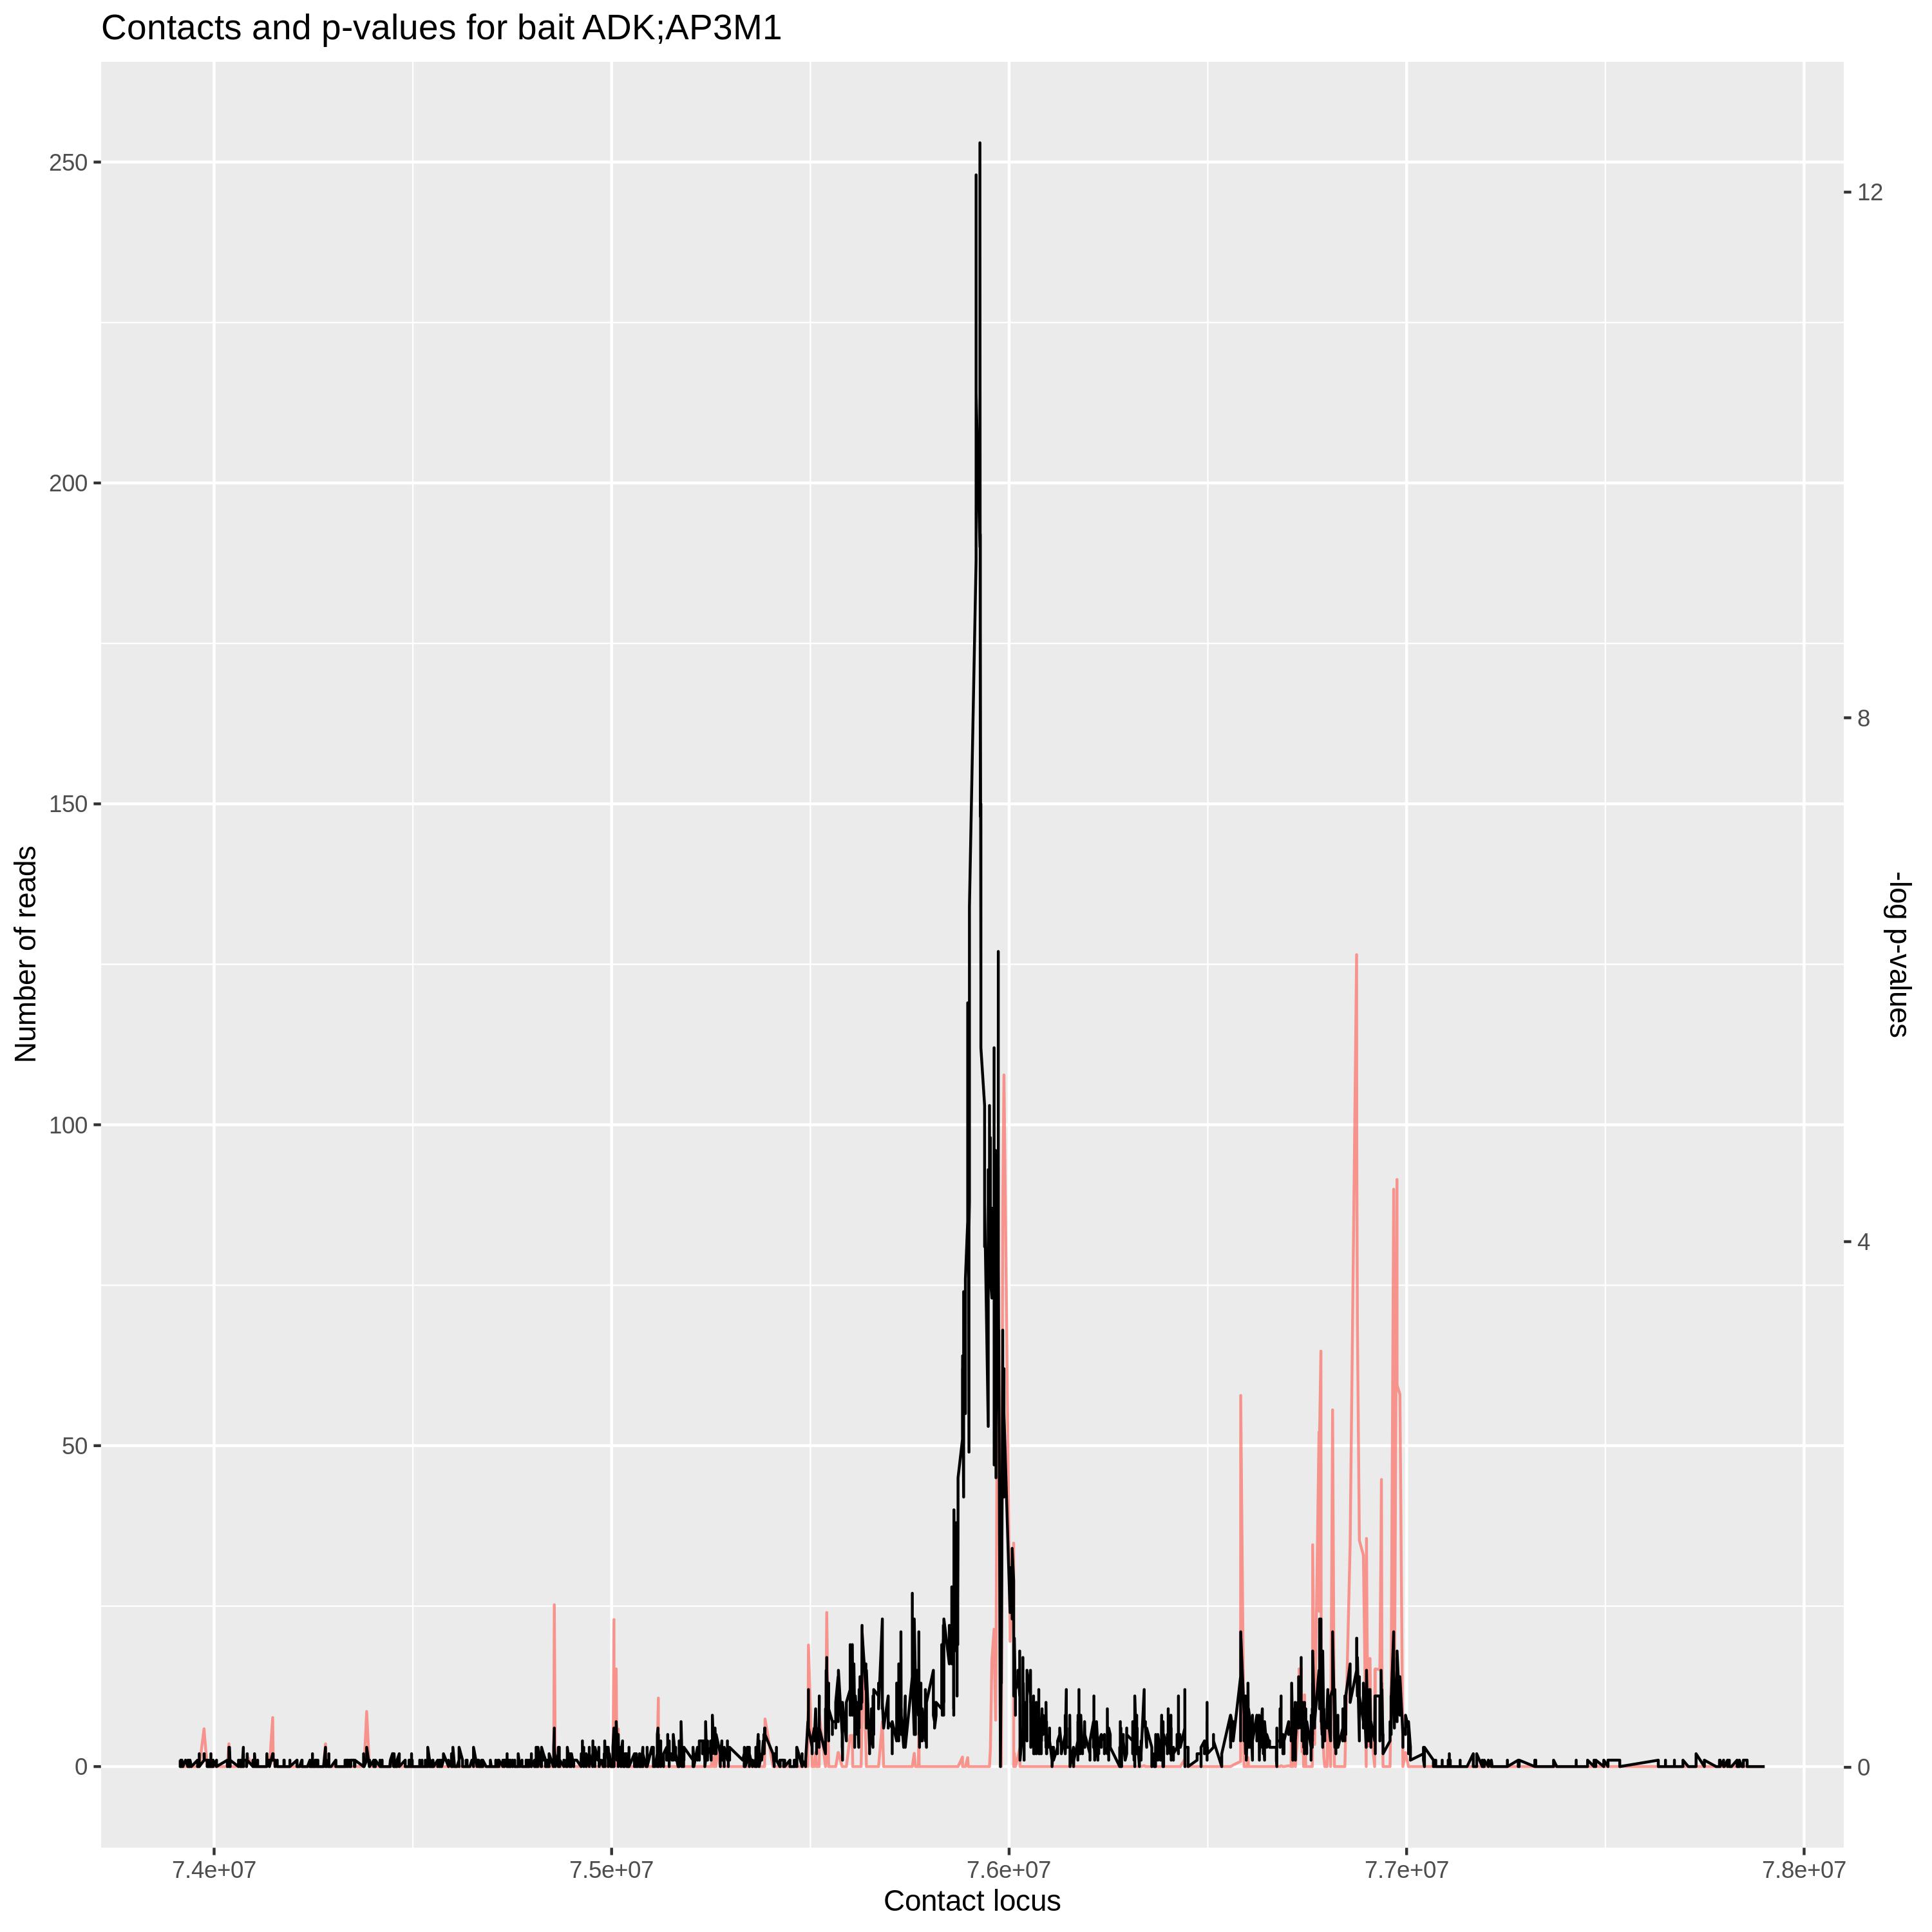 Contacts and p-values for bait ADK;AP3M1
250
200
150
100
50
0
12
8
4
0
Number of reads
-log p-values
7.4e+07 7.5e+07 7.6e+07 7.7e+07 7.8e+07
Contact locus